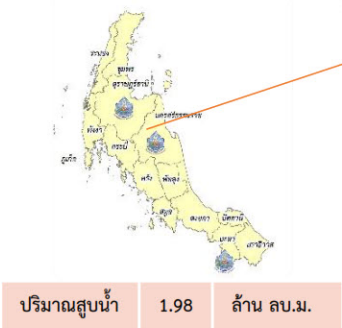 ระนอง
ชุมพร
สุราษฎร์ธานี
นครศรีธรรมราช
พังงา
กระบี่
ภูเก็ต
ตรัง
พัทลุง
สตูล
สงขลา
ปัตตานี
ยะลา
นราธิวาส
ปริมาณสูบน้ำ 1.98 ล้าน ลบ.ม.